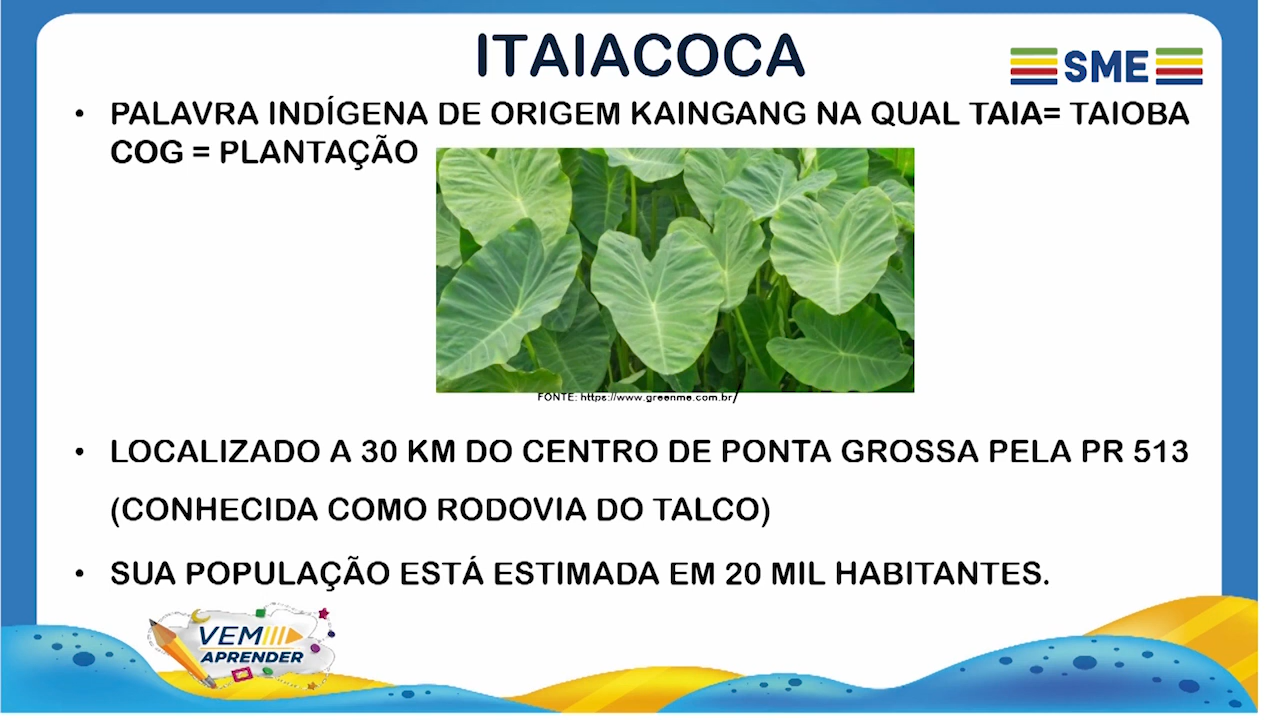 ITAIACOCA
SME
• PALAVRA INDÍGENA DE ORIGEM KAINGANG NA QUAL TAIA= TAIOBA
COG = PLANTAÇÃO
FONTE: https://www.greenme.com.br/
• LOCALIZADO A 30 KM DO CENTRO DE PONTA GROSSA PELA PR 513
(CONHECIDA COMO RODOVIA DO TALCO)
• SUA POPULAÇÃO ESTÁ ESTIMADA EM 20 MIL HABITANTES.
VEM
APRENDER